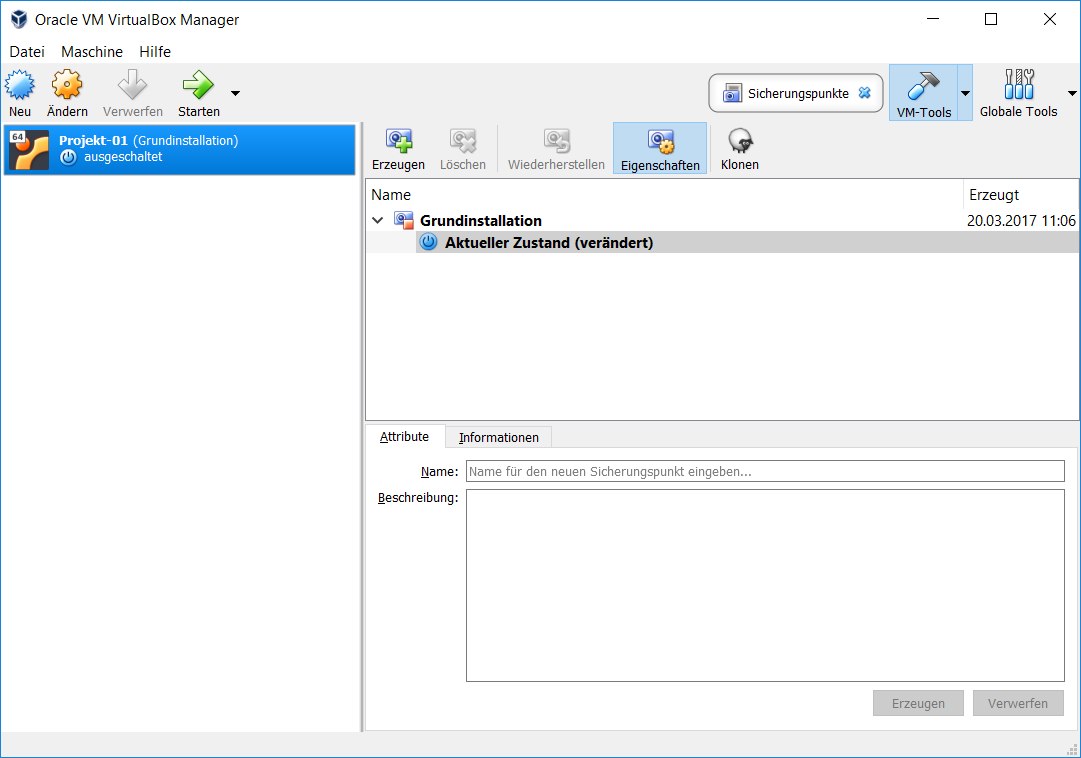 Oracle VM VirtualBox Manager
Datei Maschine Hilfe
Neu Ändern Verwerfen Starten
Sicherungspunkte
VM-Tools Globale Tools
64
Projekt-01 (Grundinstallation)
ausgeschaltet
Erzeugen Löschen Wiederherstellen Eigenschaften Klonen
Name Erzeugt
Grundinstallation 20.03.2017 11:06
Aktueller Zustand (verändert)
Attribute Informationen
Name: Name für den neuen Sicherungspunkt eingeben...
Beschreibung:
Erzeugen Verwerfen